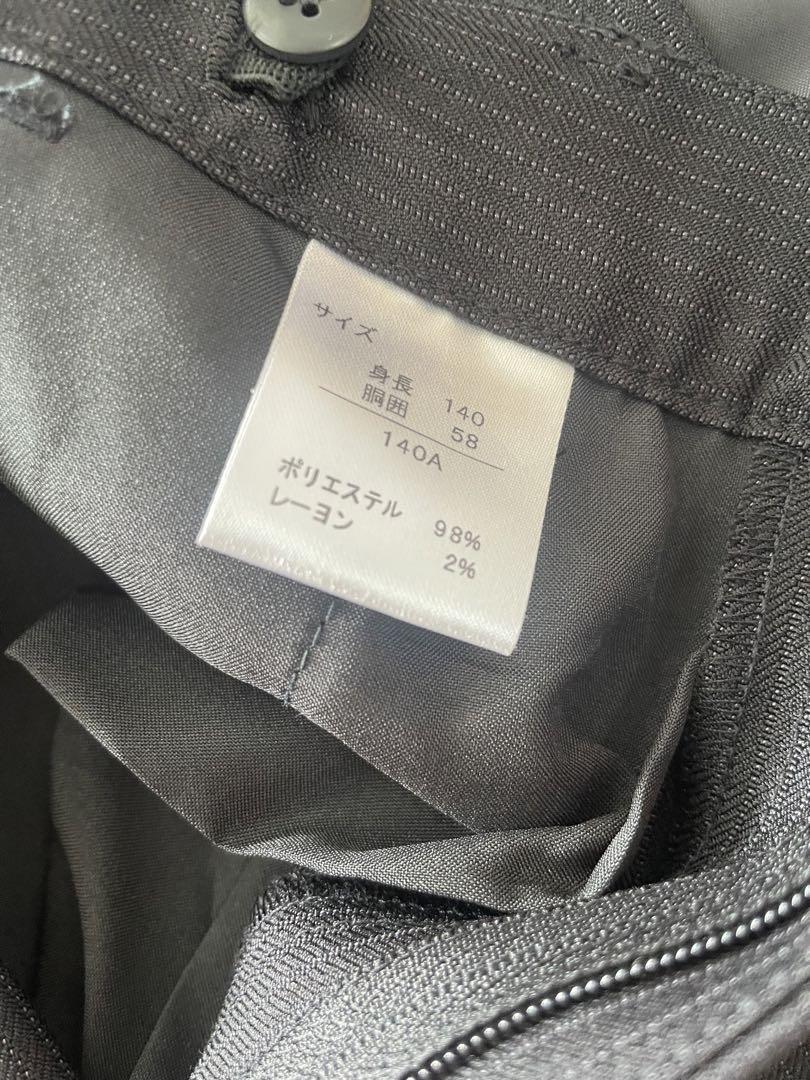 サイズ
身長 140
胴囲 58
140A
ポリエステル 98%
レーヨン 2%